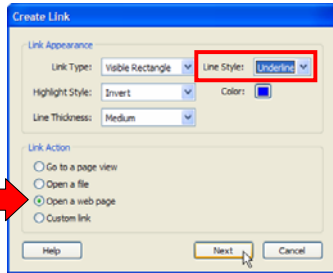 Create Link
Link Appearance
Link Type: Visible Rectangle Line Style: Underline
Highlight Style: Invert Color:
Line Thickness: Medium
Link Action
Go to a page view
Open a file
Open a web page
Custom link
Help Next Cancel